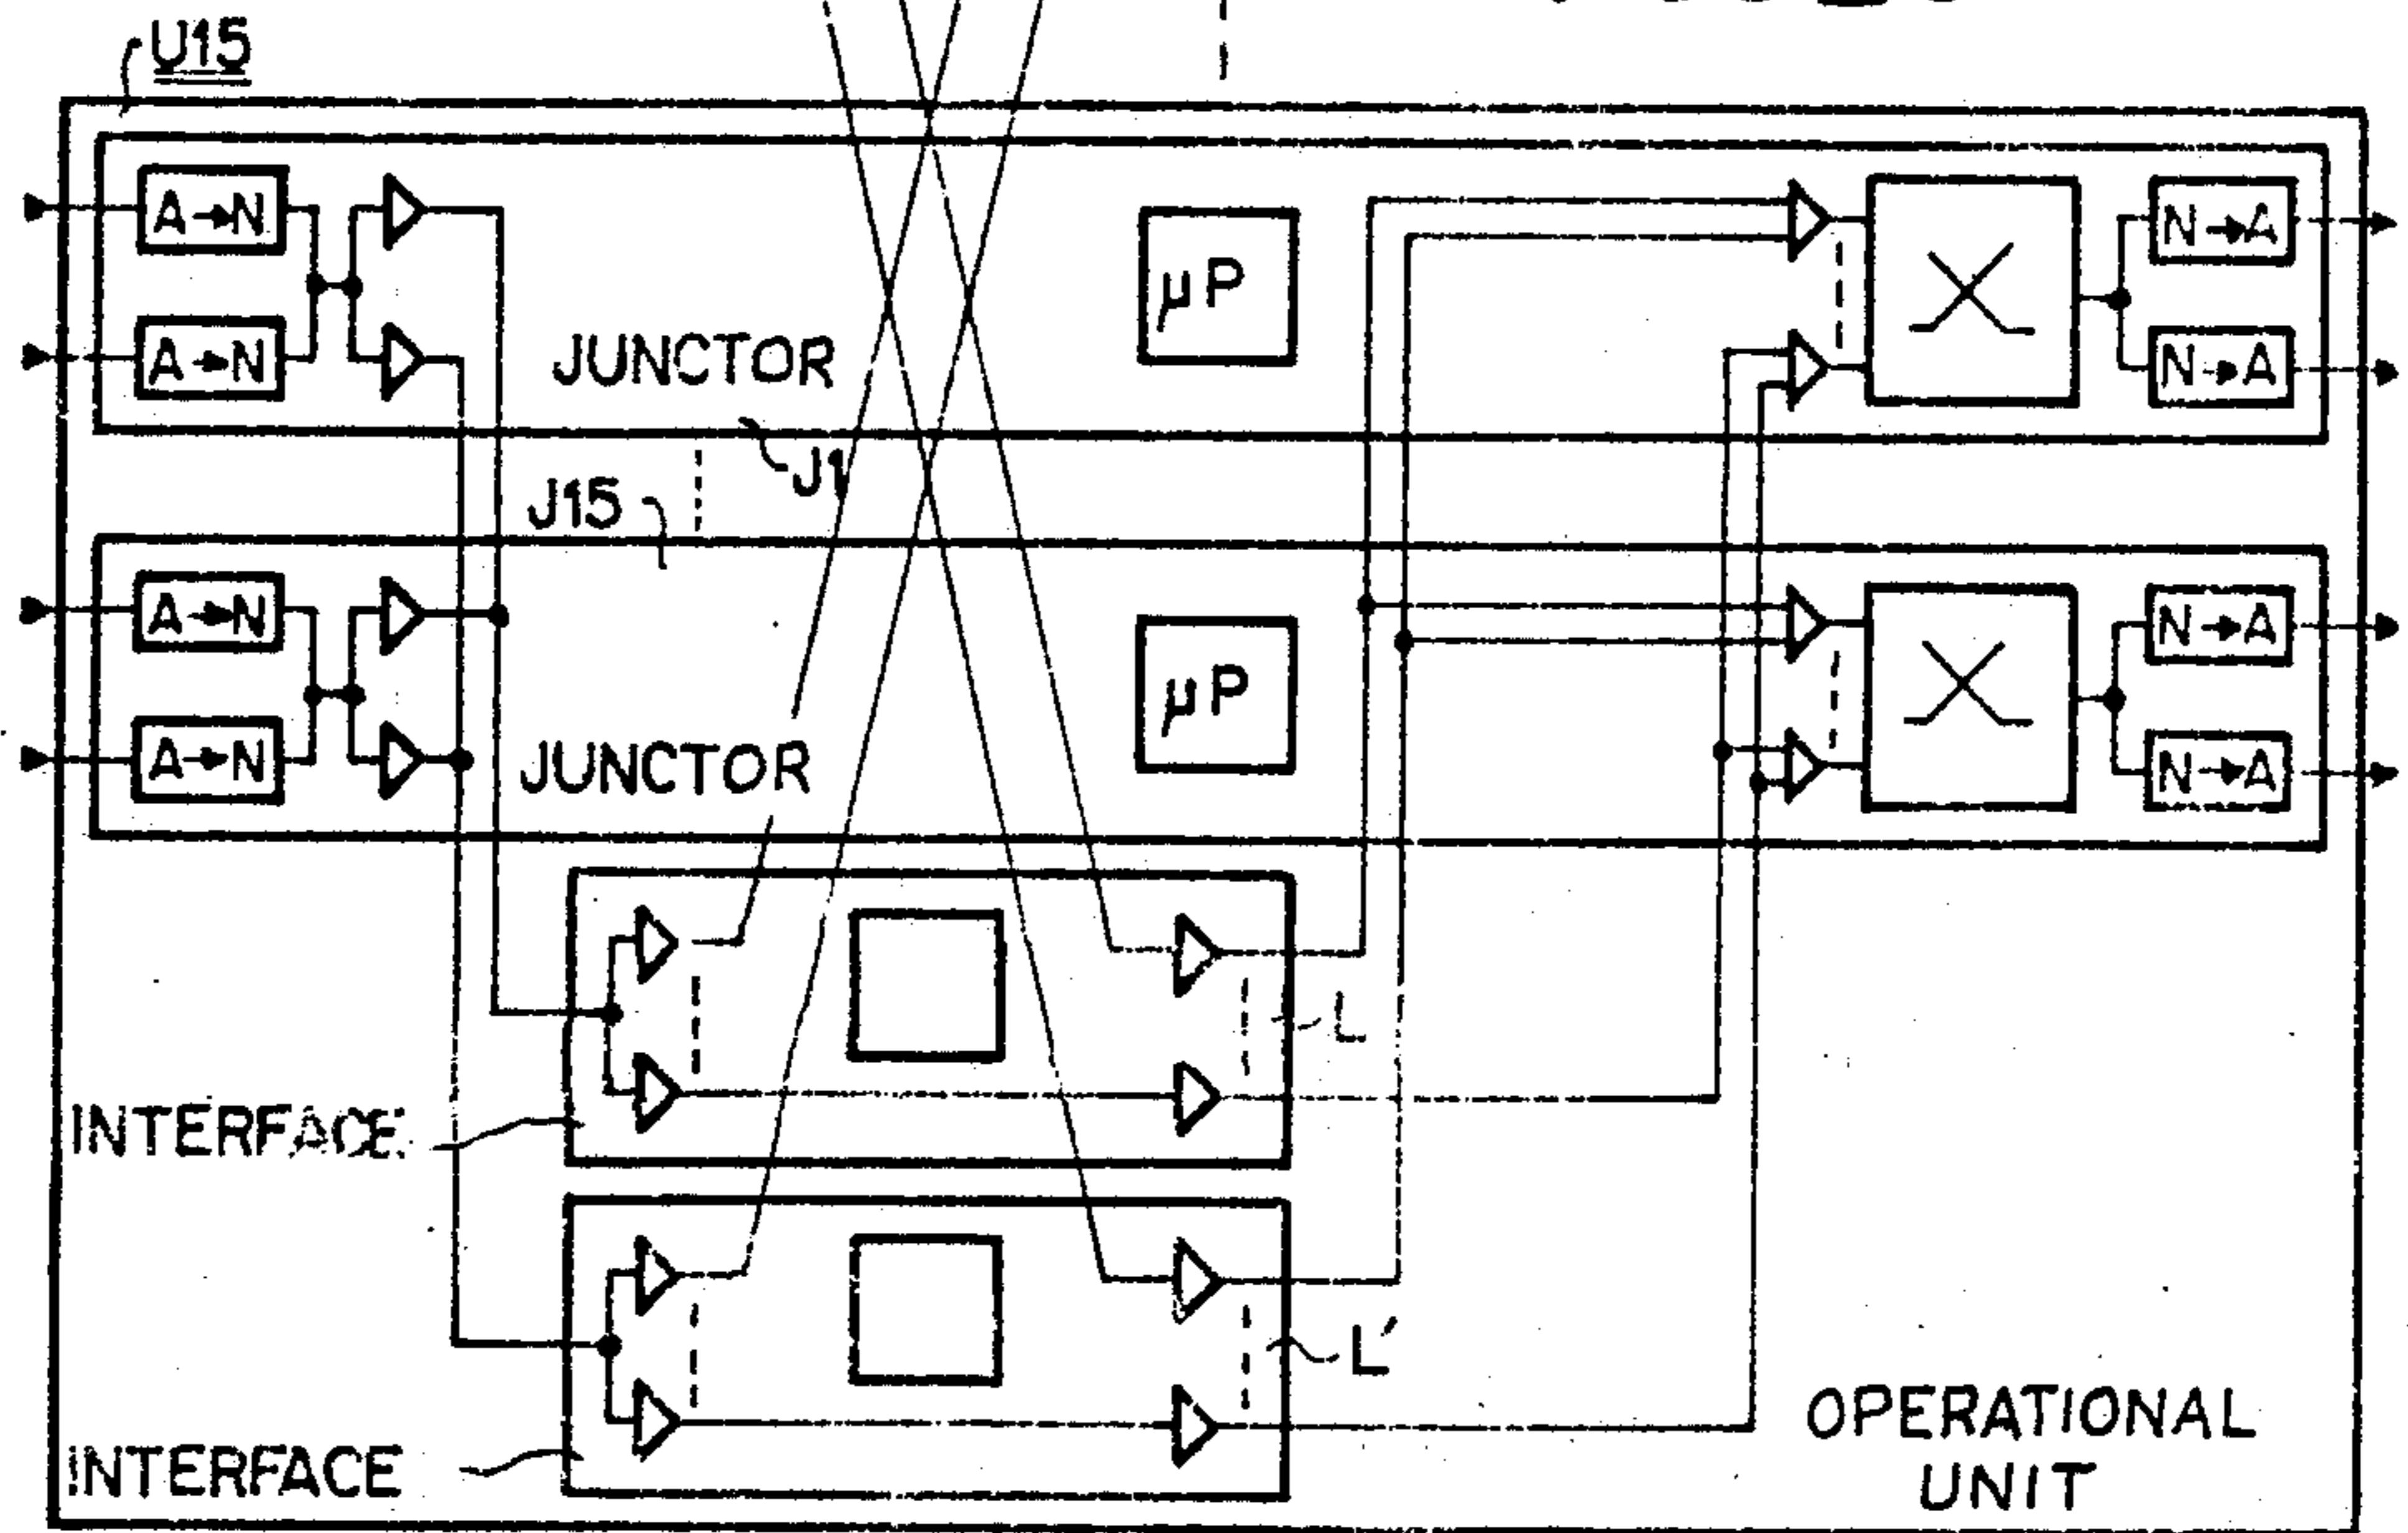 U15
A→N
N→A
A→N
µP
N→A
JUNCTOR
J1
J15
A→N
N→A
A→N
µP
N→A
JUNCTOR
L
INTERFACE
L'
INTERFACE
OPERATIONAL
UNIT